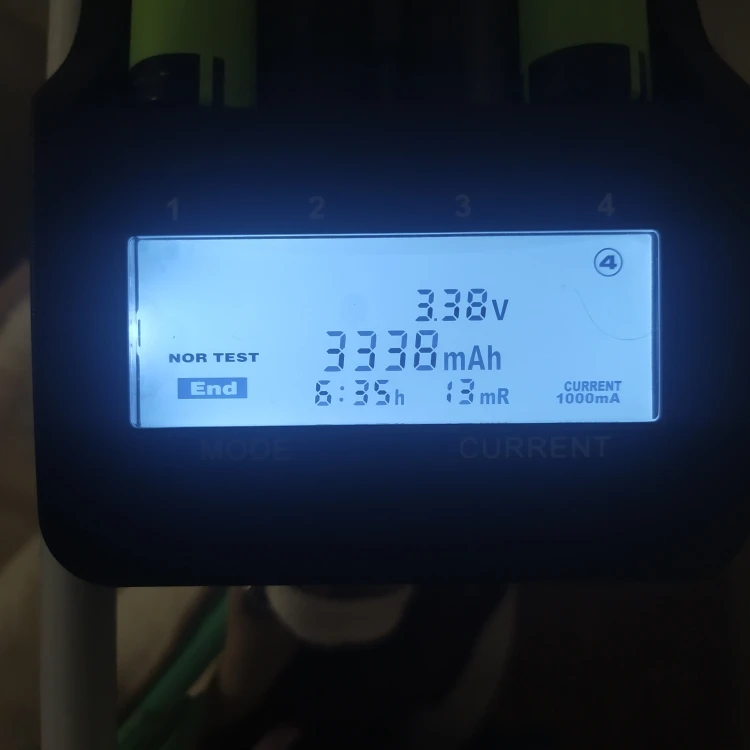 1 2 3 4
4
3.38V
3338mAh
NOR TEST
End
6:35h 13mR
CURRENT
1000mA
MODE CURRENT